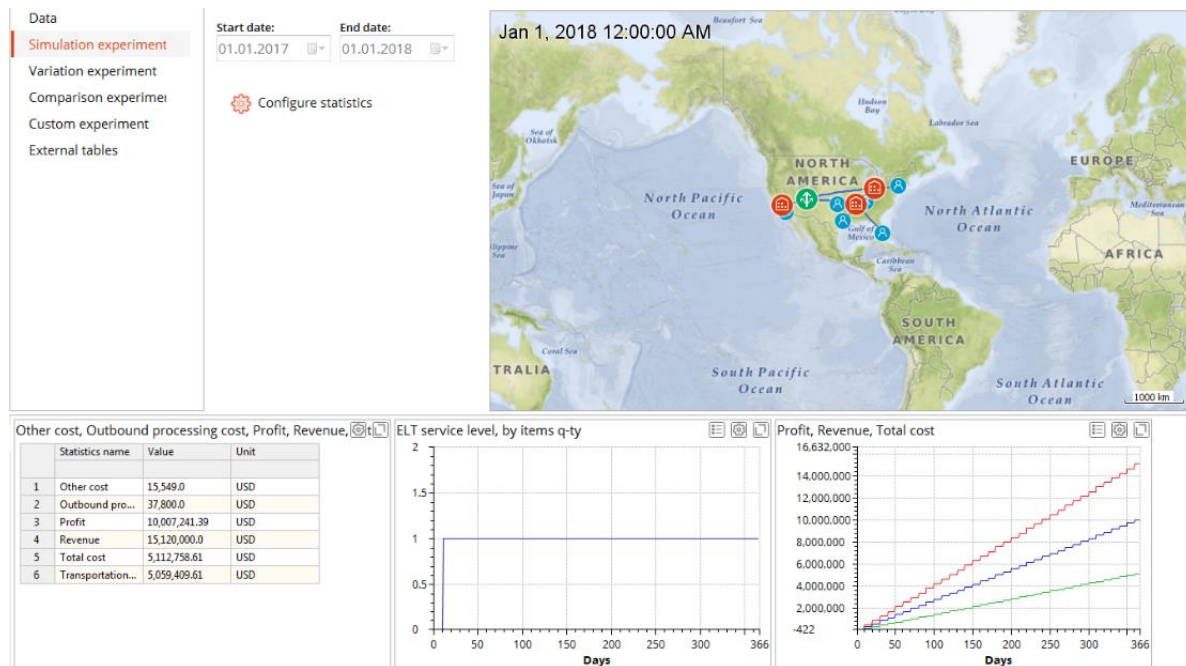 Data
Simulation experiment
Variation experiment
Comparison experimen
Custom experiment
External tables
Start date:
End date:
01.01.2017
01.01.2018
Configure statistics
Jan 1, 2018 12:00:00 AM
Beaufort Sea
Hudson
Bay
Labrador Sea
Sea of
Okhotsk
Sea of
Japan
NORTH
AMERICA
EUROPE
North Pacific
Ocean
North Atlantic
Ocean
Mediterranean
Sea
Gulf of
Mexico
Caribbean
Sea
AFRICA
Sea
SOUTH
AMERICA
Coral Sea
TRALIA
South Pacific
Ocean
South Atlantic
Ocean
1000 km
Other cost, Outbound processing cost, Profit, Revenue,
Statistics name Value Unit
1 Other cost 15,549.0 USD
2 Outbound pro... 37,800.0 USD
3 Profit 10,007,241.39 USD
4 Revenue 15,120,000.0 USD
5 Total cost 5,112,758.61 USD
6 Transportation... 5,059,409.61 USD
ELT service level, by items q-ty
2
1.5
1
0.5
0
0 50 100 150 200 250 300 366
Days
Profit, Revenue, Total cost
16,632,000
14,000,000
12,000,000
10,000,000
8,000,000
6,000,000
4,000,000
2,000,000
-422
0 50 100 150 200 250 300 366
Days